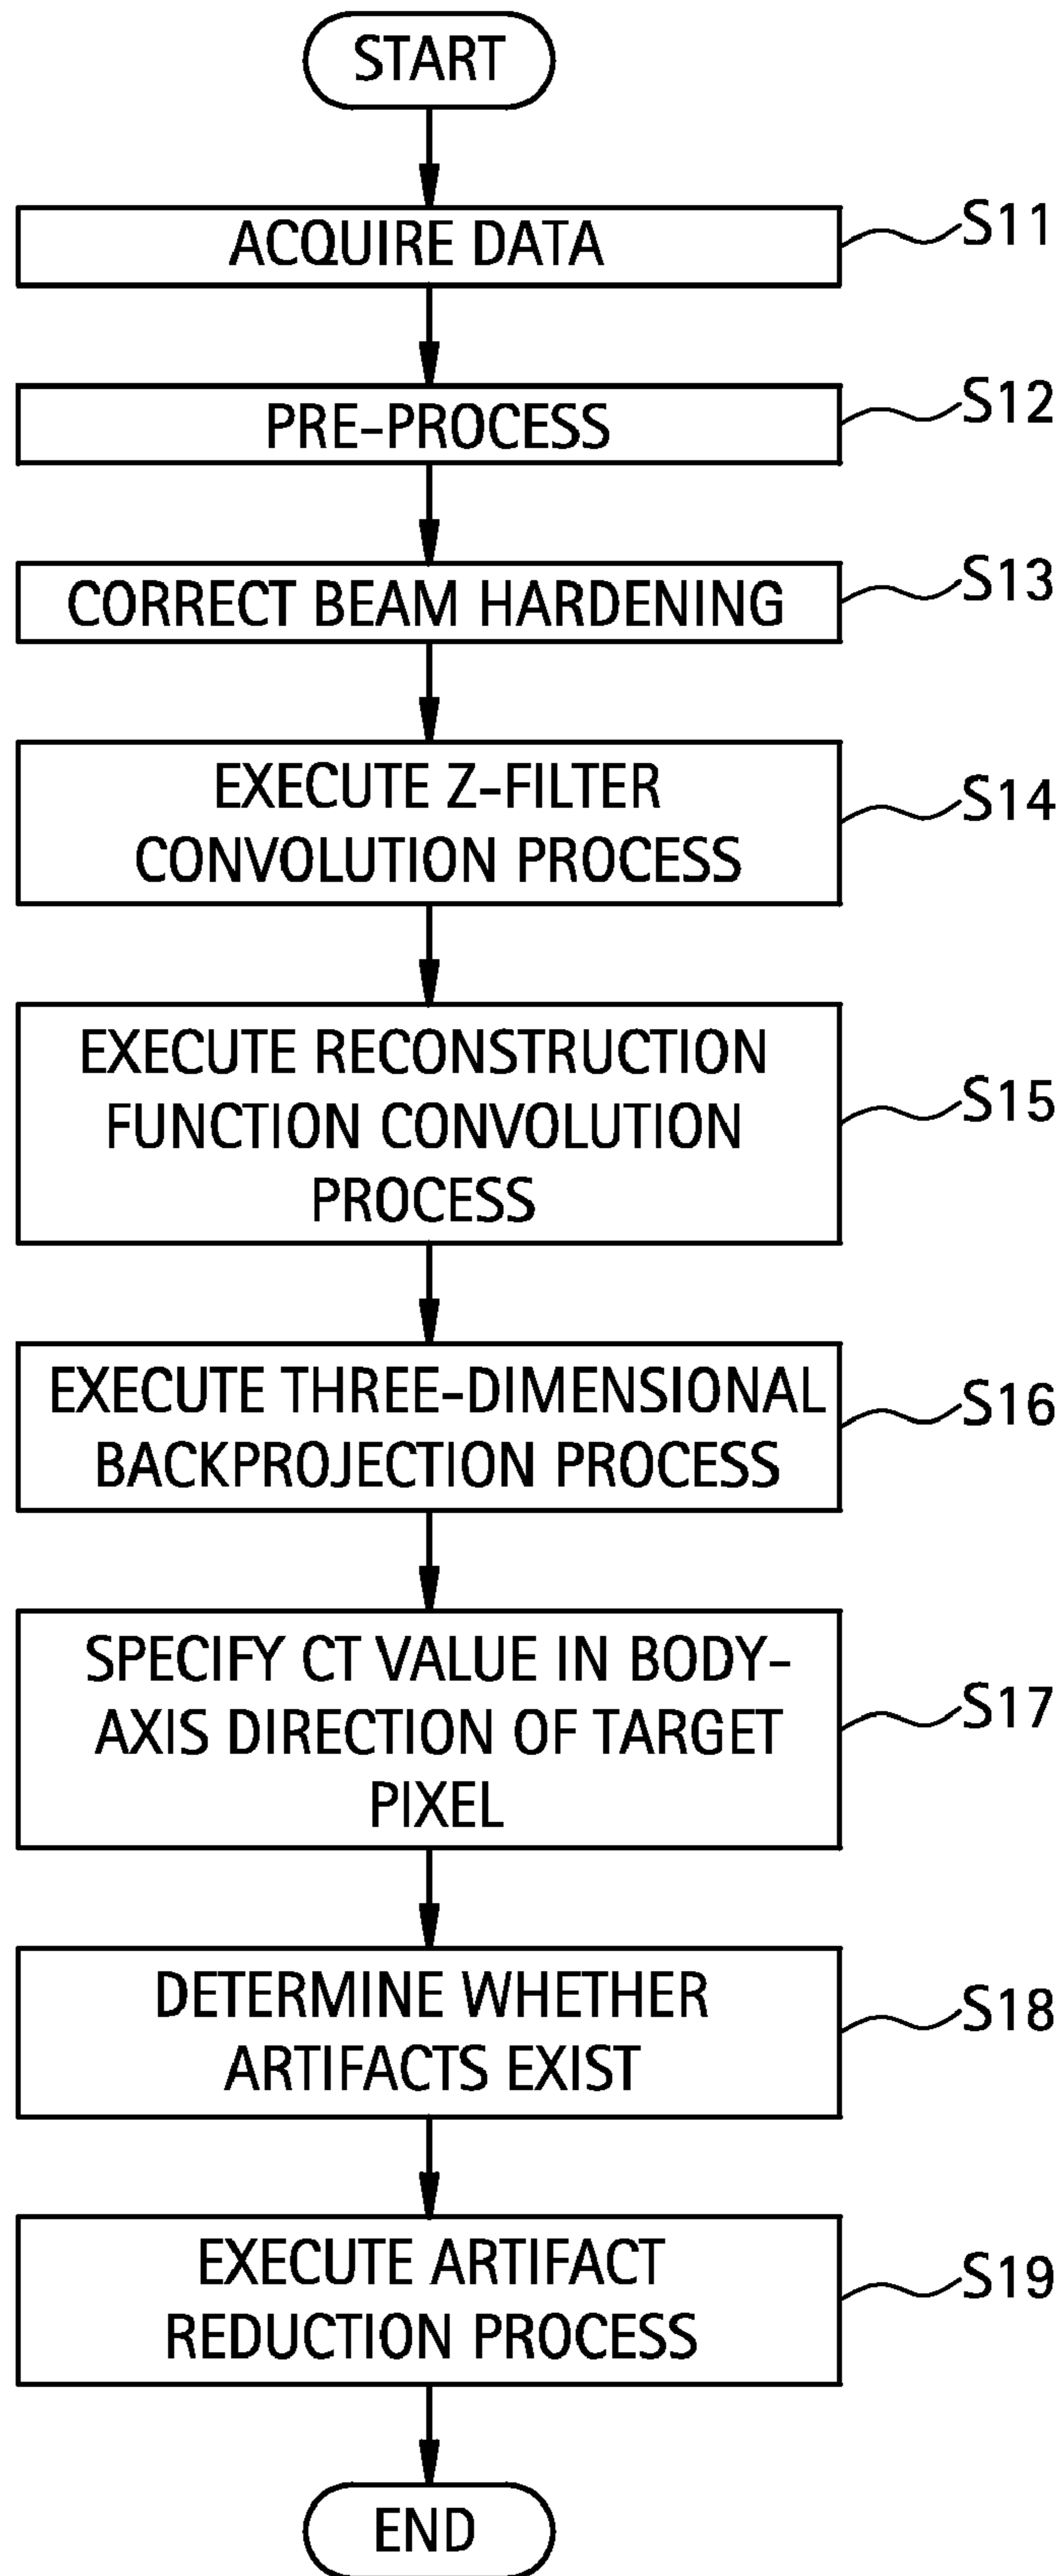 START
ACQUIRE DATA
S11
PRE-PROCESS
S12
CORRECT BEAM HARDENING
S13
EXECUTE Z-FILTER
CONVOLUTION PROCESS
S14
EXECUTE RECONSTRUCTION
FUNCTION CONVOLUTION
PROCESS
S15
EXECUTE THREE-DIMENSIONAL
BACKPROJECTION PROCESS
S16
SPECIFY CT VALUE IN BODY-
AXIS DIRECTION OF TARGET
PIXEL
S17
DETERMINE WHETHER
ARTIFACTS EXIST
S18
EXECUTE ARTIFACT
REDUCTION PROCESS
S19
END